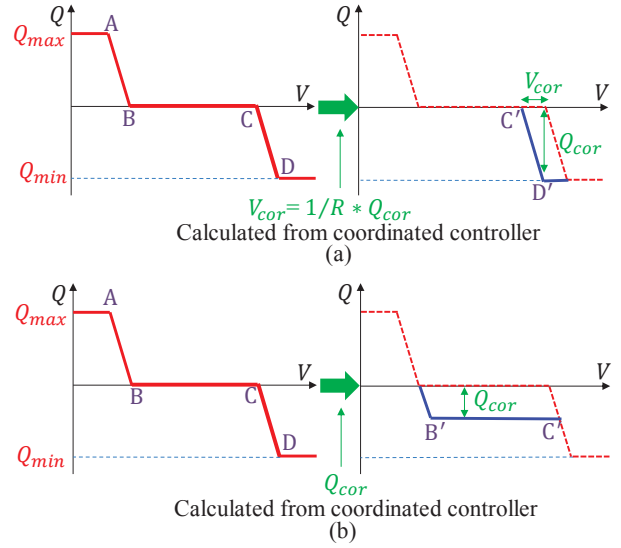 Q
Q
Q_max
A
V_cor
V
V
B
C
C′
Q_cor
Q_min
D
D′
V_cor = 1/R * Q_cor
Calculated from coordinated controller
(a)
Q
Q
Q_max
A
V
V
B
C
Q_cor
B′
C′
D
Q_min
Q_cor
Calculated from coordinated controller
(b)